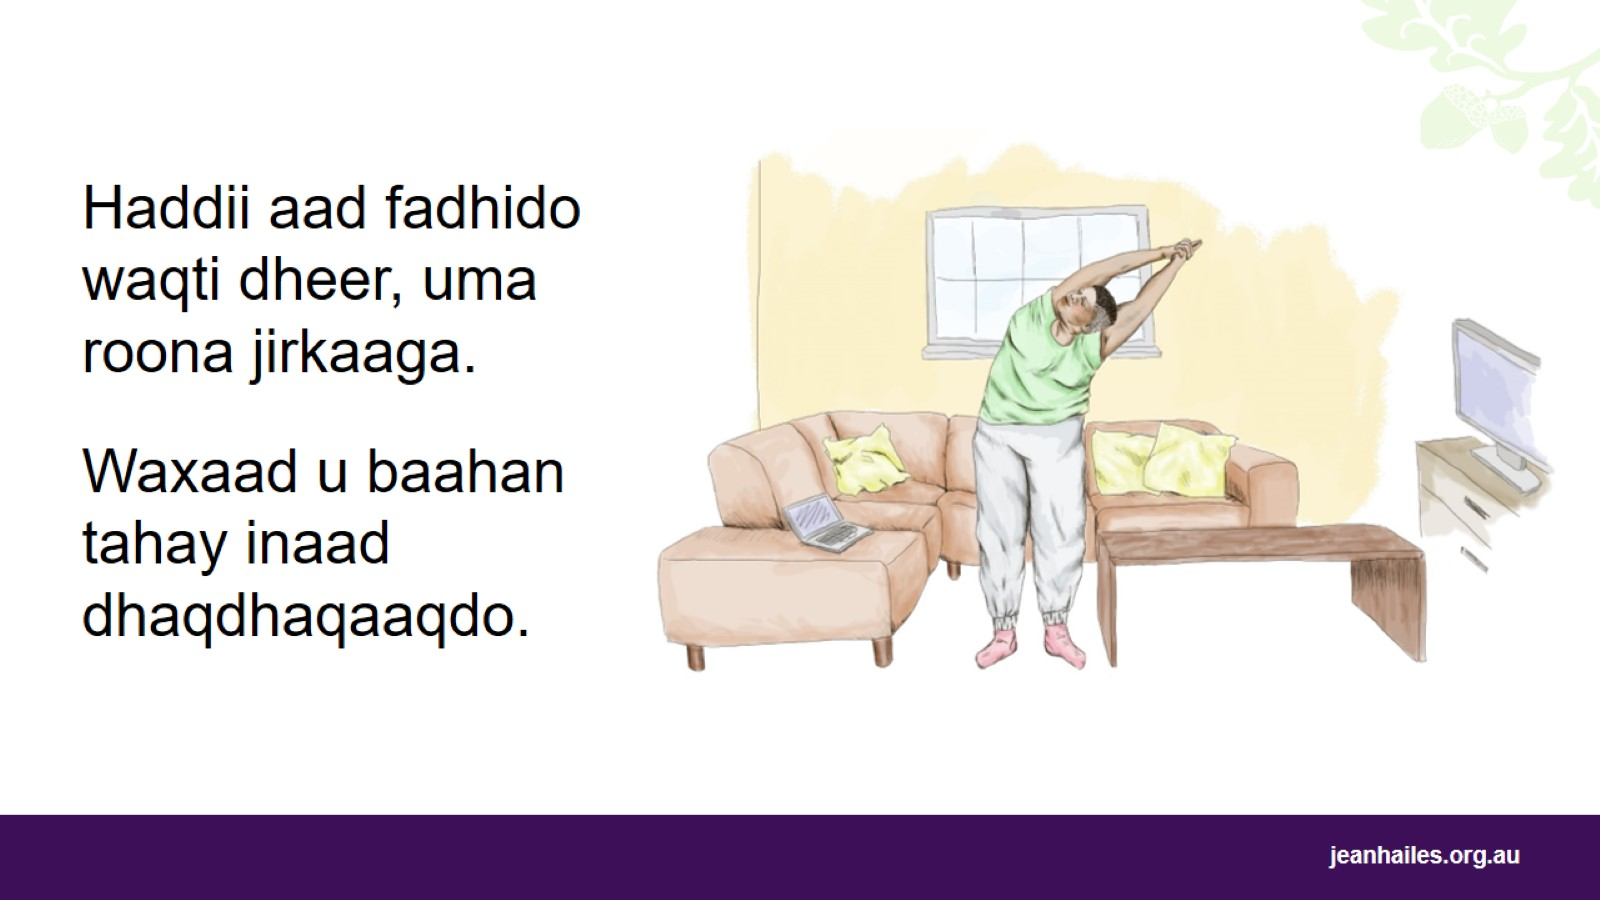 Haddii aad fadhido
waqti dheer, uma
roona jirkaaga.
Waxaad u baahan
tahay inaad
dhaqdhaqaaqdo.
jeanhailes.org.au